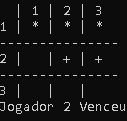 | 1 | 2 | 3
1 | * | * | *
--------------
2 |   | + | +
--------------
3 |   |   |
Jogador 2 Venceu